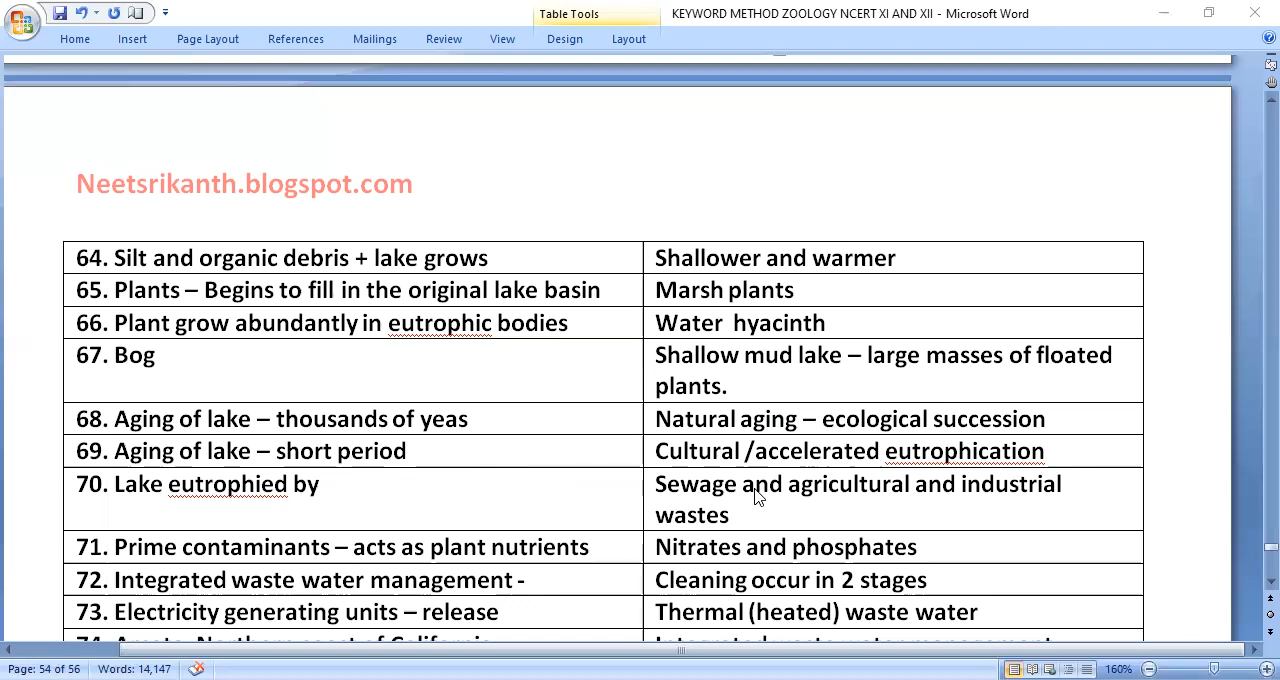 Table Tools
KEYWORD METHOD ZOOLOGY NCERT XI AND XII - Microsoft Word
Home Insert Page Layout References Mailings Review View Design Layout
Neetsrikanth.blogspot.com
64. Silt and organic debris + lake grows
Shallower and warmer
65. Plants – Begins to fill in the original lake basin
Marsh plants
66. Plant grow abundantly in eutrophic bodies
Water hyacinth
67. Bog
Shallow mud lake – large masses of floated
plants.
68. Aging of lake – thousands of yeas
Natural aging – ecological succession
69. Aging of lake – short period
Cultural /accelerated eutrophication
70. Lake eutrophied by
Sewage and agricultural and industrial
wastes
71. Prime contaminants – acts as plant nutrients
Nitrates and phosphates
72. Integrated waste water management -
Cleaning occur in 2 stages
73. Electricity generating units – release
Thermal (heated) waste water
Page: 54 of 56 Words: 14,147 160%